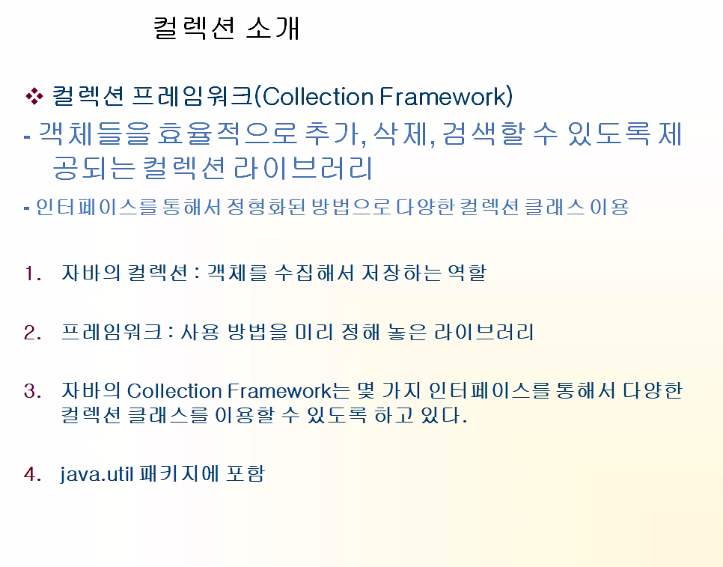 컬렉션 소개
❖ 컬렉션 프레임워크(Collection Framework)
- 객체들을 효율적으로 추가, 삭제, 검색할 수 있도록 제
공되는 컬렉션 라이브러리
- 인터페이스를 통해서 정형화된 방법으로 다양한 컬렉션 클래스 이용
1. 자바의 컬렉션 : 객체를 수집해서 저장하는 역할
2. 프레임워크 : 사용 방법을 미리 정해 놓은 라이브러리
3. 자바의 Collection Framework는 몇 가지 인터페이스를 통해서 다양한
컬렉션 클래스를 이용할 수 있도록 하고 있다.
4. java.util 패키지에 포함